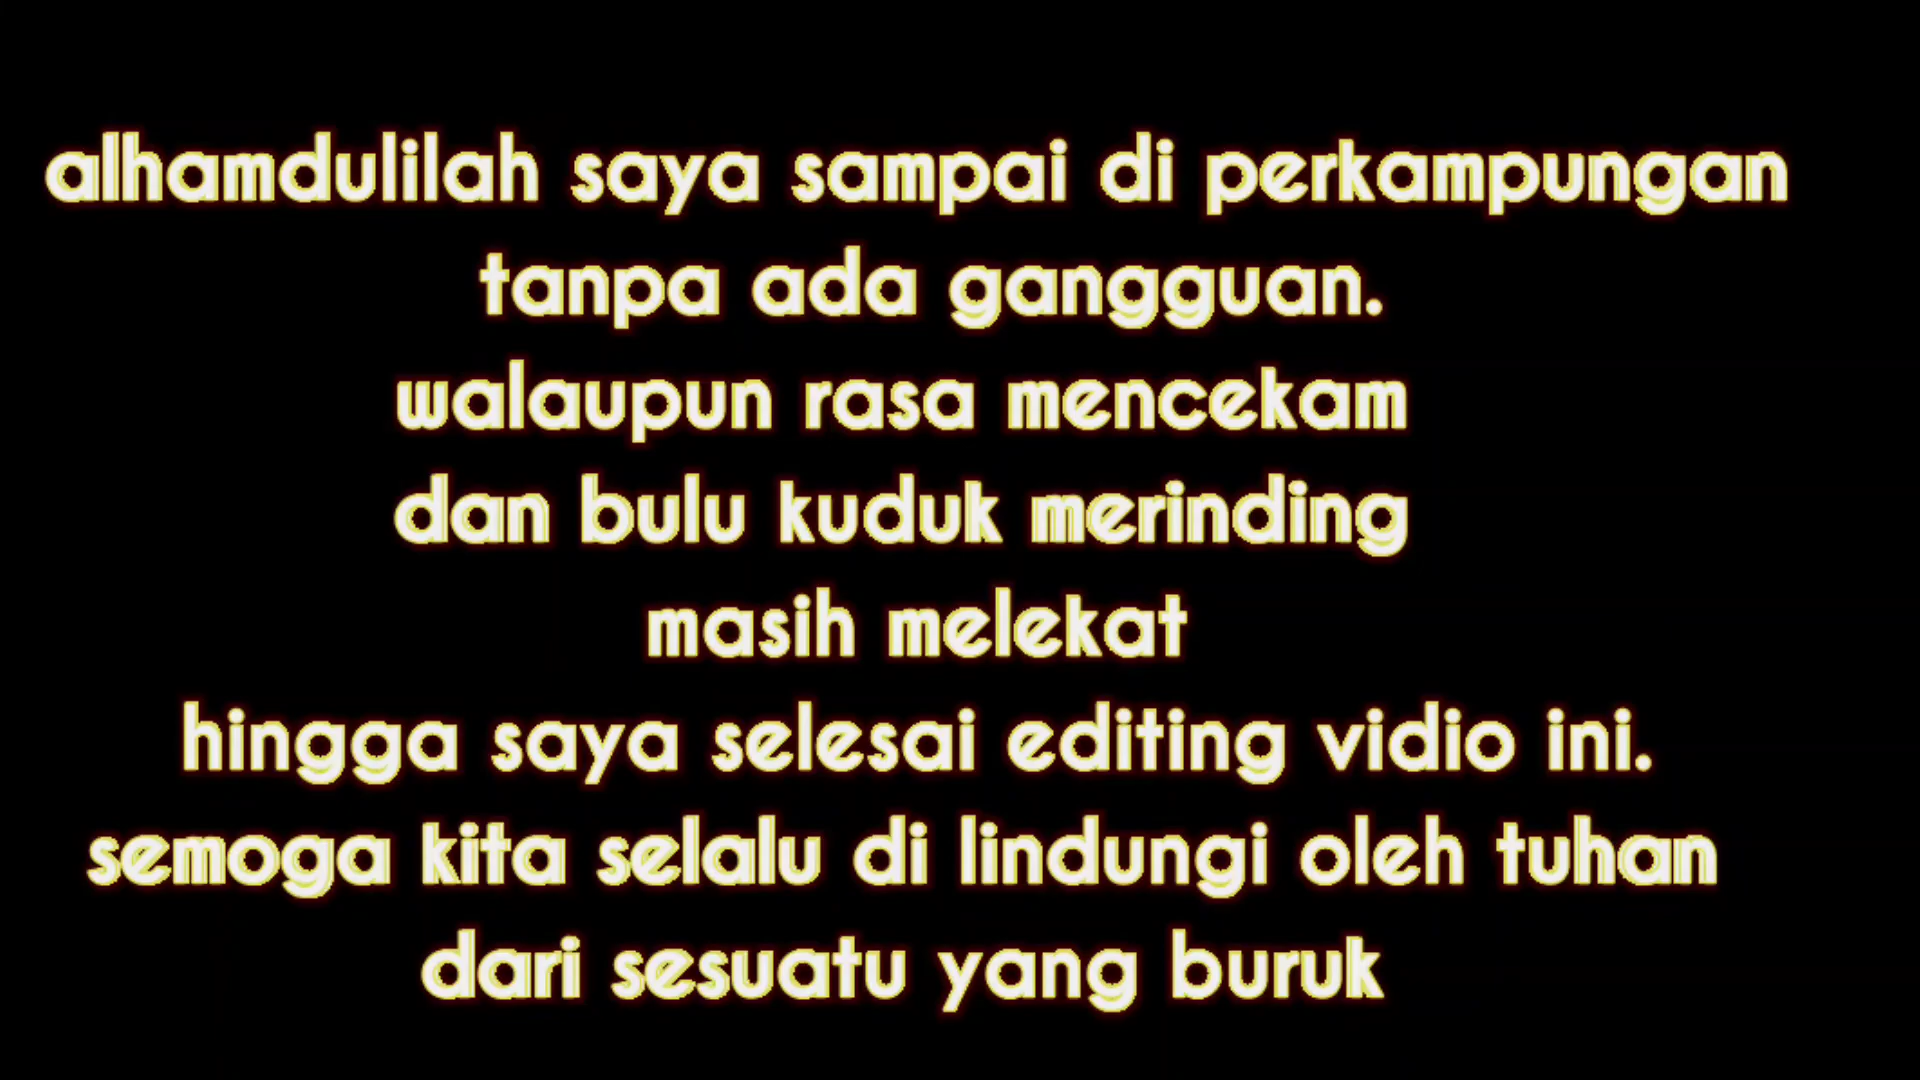 alhamdulilah saya sampai di perkampungan
tanpa ada gangguan.
walaupun rasa mencekam
dan bulu kuduk merinding
masih melekat
hingga saya selesai editing vidio ini.
semoga kita selalu di lindungi oleh tuhan
dari sesuatu yang buruk